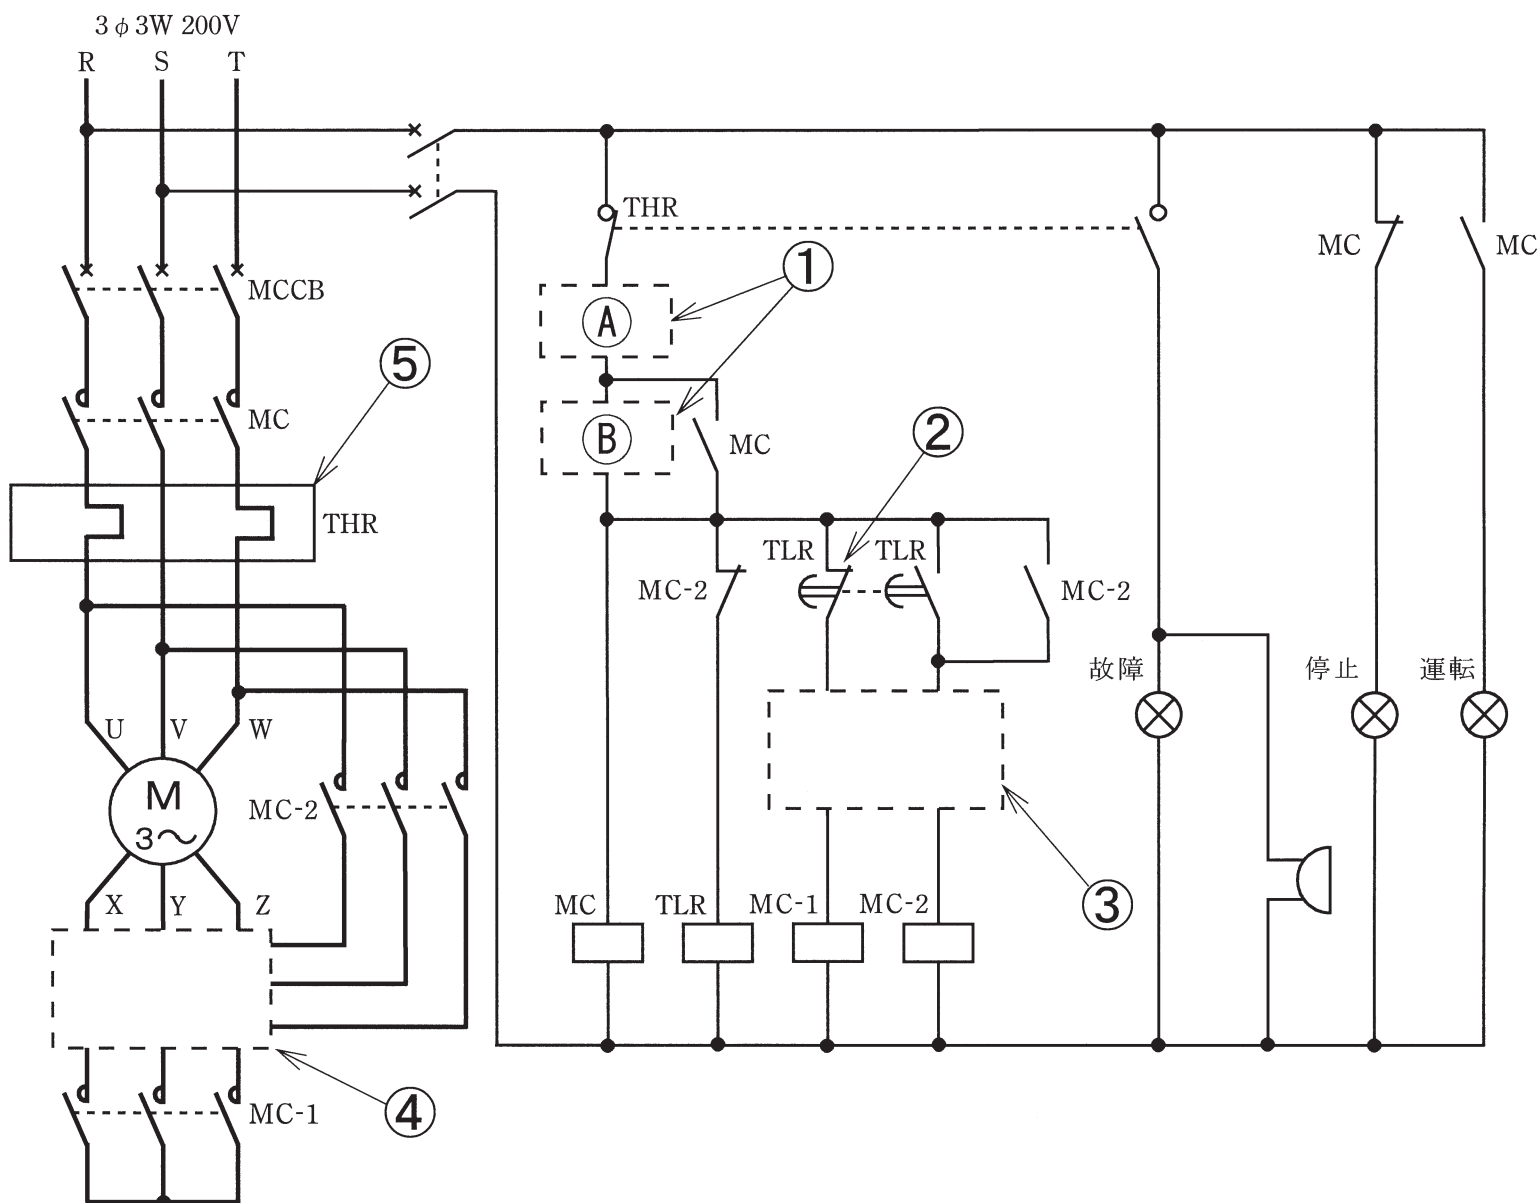 3φ3W 200V
R S T
THR
MC MC
①
A
MCCB
⑤
MC
B
MC
②
THR
TLR TLR
MC-2 MC-2
故障 停止 運転
U V W
M
3～
MC-2
③
X Y Z
MC TLR MC-1 MC-2
④
MC-1